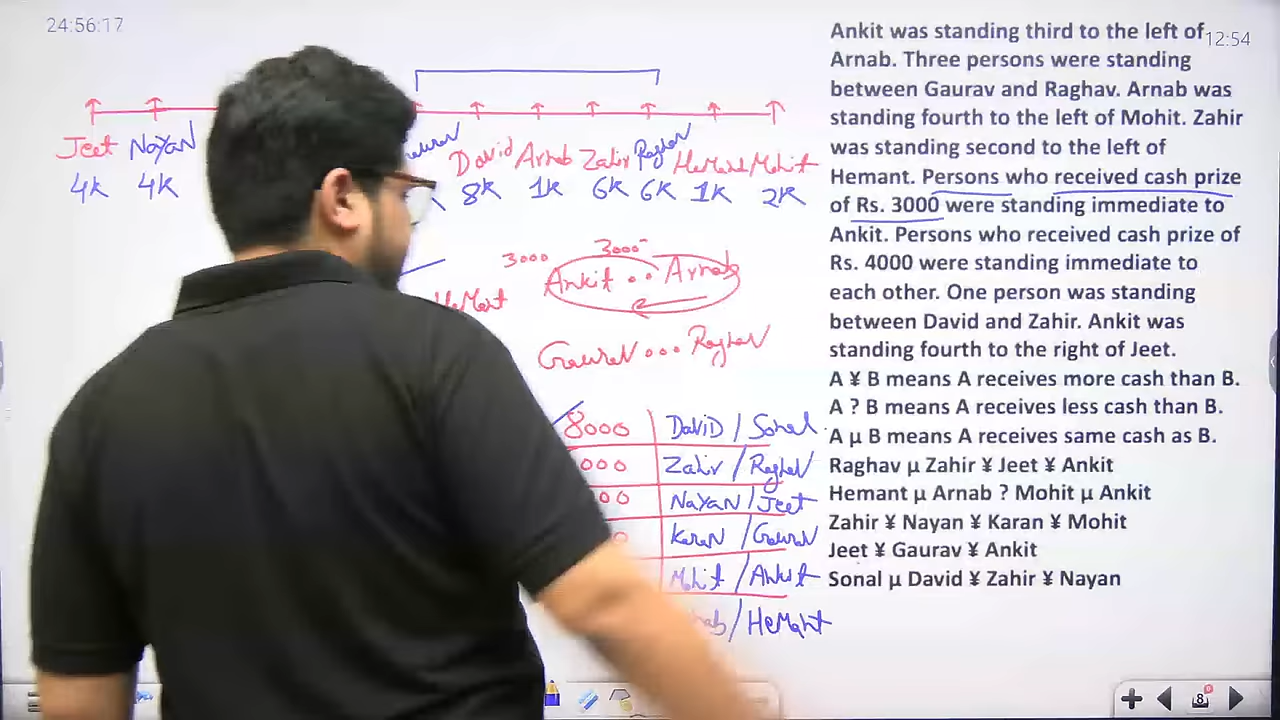 24:56:17
12:54
Ankit was standing third to the left of
Arnab. Three persons were standing
between Gaurav and Raghav. Arnab was
standing fourth to the left of Mohit. Zahir
was standing second to the left of
Hemant. Persons who received cash prize
of Rs. 3000 were standing immediate to
Ankit. Persons who received cash prize of
Rs. 4000 were standing immediate to
each other. One person was standing
between David and Zahir. Ankit was
standing fourth to the right of Jeet.
A ¥ B means A receives more cash than B.
A ? B means A receives less cash than B.
A µ B means A receives same cash as B.
Raghav µ Zahir ¥ Jeet ¥ Ankit
Hemant µ Arnab ? Mohit µ Ankit
Zahir ¥ Nayan ¥ Karan ¥ Mohit
Jeet ¥ Gaurav ¥ Ankit
Sonal µ David ¥ Zahir ¥ Nayan
Jeet Nayan David Arnab Zahir Raghav Hemant Mohit
4K 4K 8K 1K 6K 6K 1K 2K
3000 3000
Ankit .. Arnab
Gaurav ... Raghav
8000 David / Sonal
000 Zahir / Raghav
00 Nayan / Jeet
0 Karan / Gaurav
Mohit / Ankit
/ Hemant
8